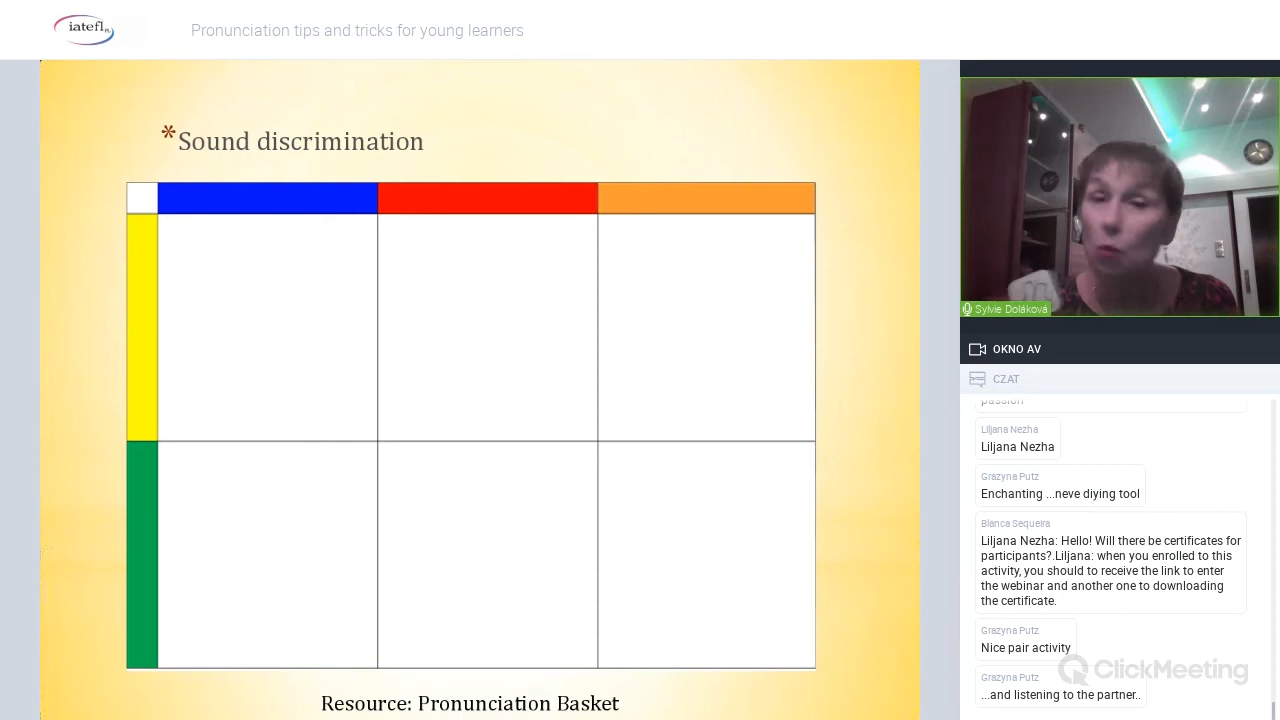 iatefl
PL
Pronunciation tips and tricks for young learners
*Sound discrimination
Resource: Pronunciation Basket
Sylvie Doláková
OKNO AV
CZAT
passion
Liljana Nezha
Liljana Nezha
Grazyna Putz
Enchanting ...neve diying tool
Blanca Sequeira
Liljana Nezha: Hello! Will there be certificates for
participants?.Liljana: when you enrolled to this
activity, you should to receive the link to enter
the webinar and another one to downloading
the certificate.
Grazyna Putz
Nice pair activity
Grazyna Putz
...and listening to the partner..
ClickMeeting